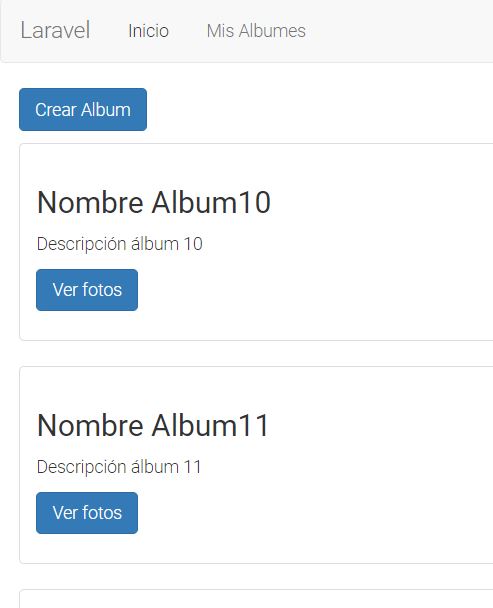 Laravel Inicio Mis Albumes
Crear Album
Nombre Album10
Descripción álbum 10
Ver fotos
Nombre Album11
Descripción álbum 11
Ver fotos